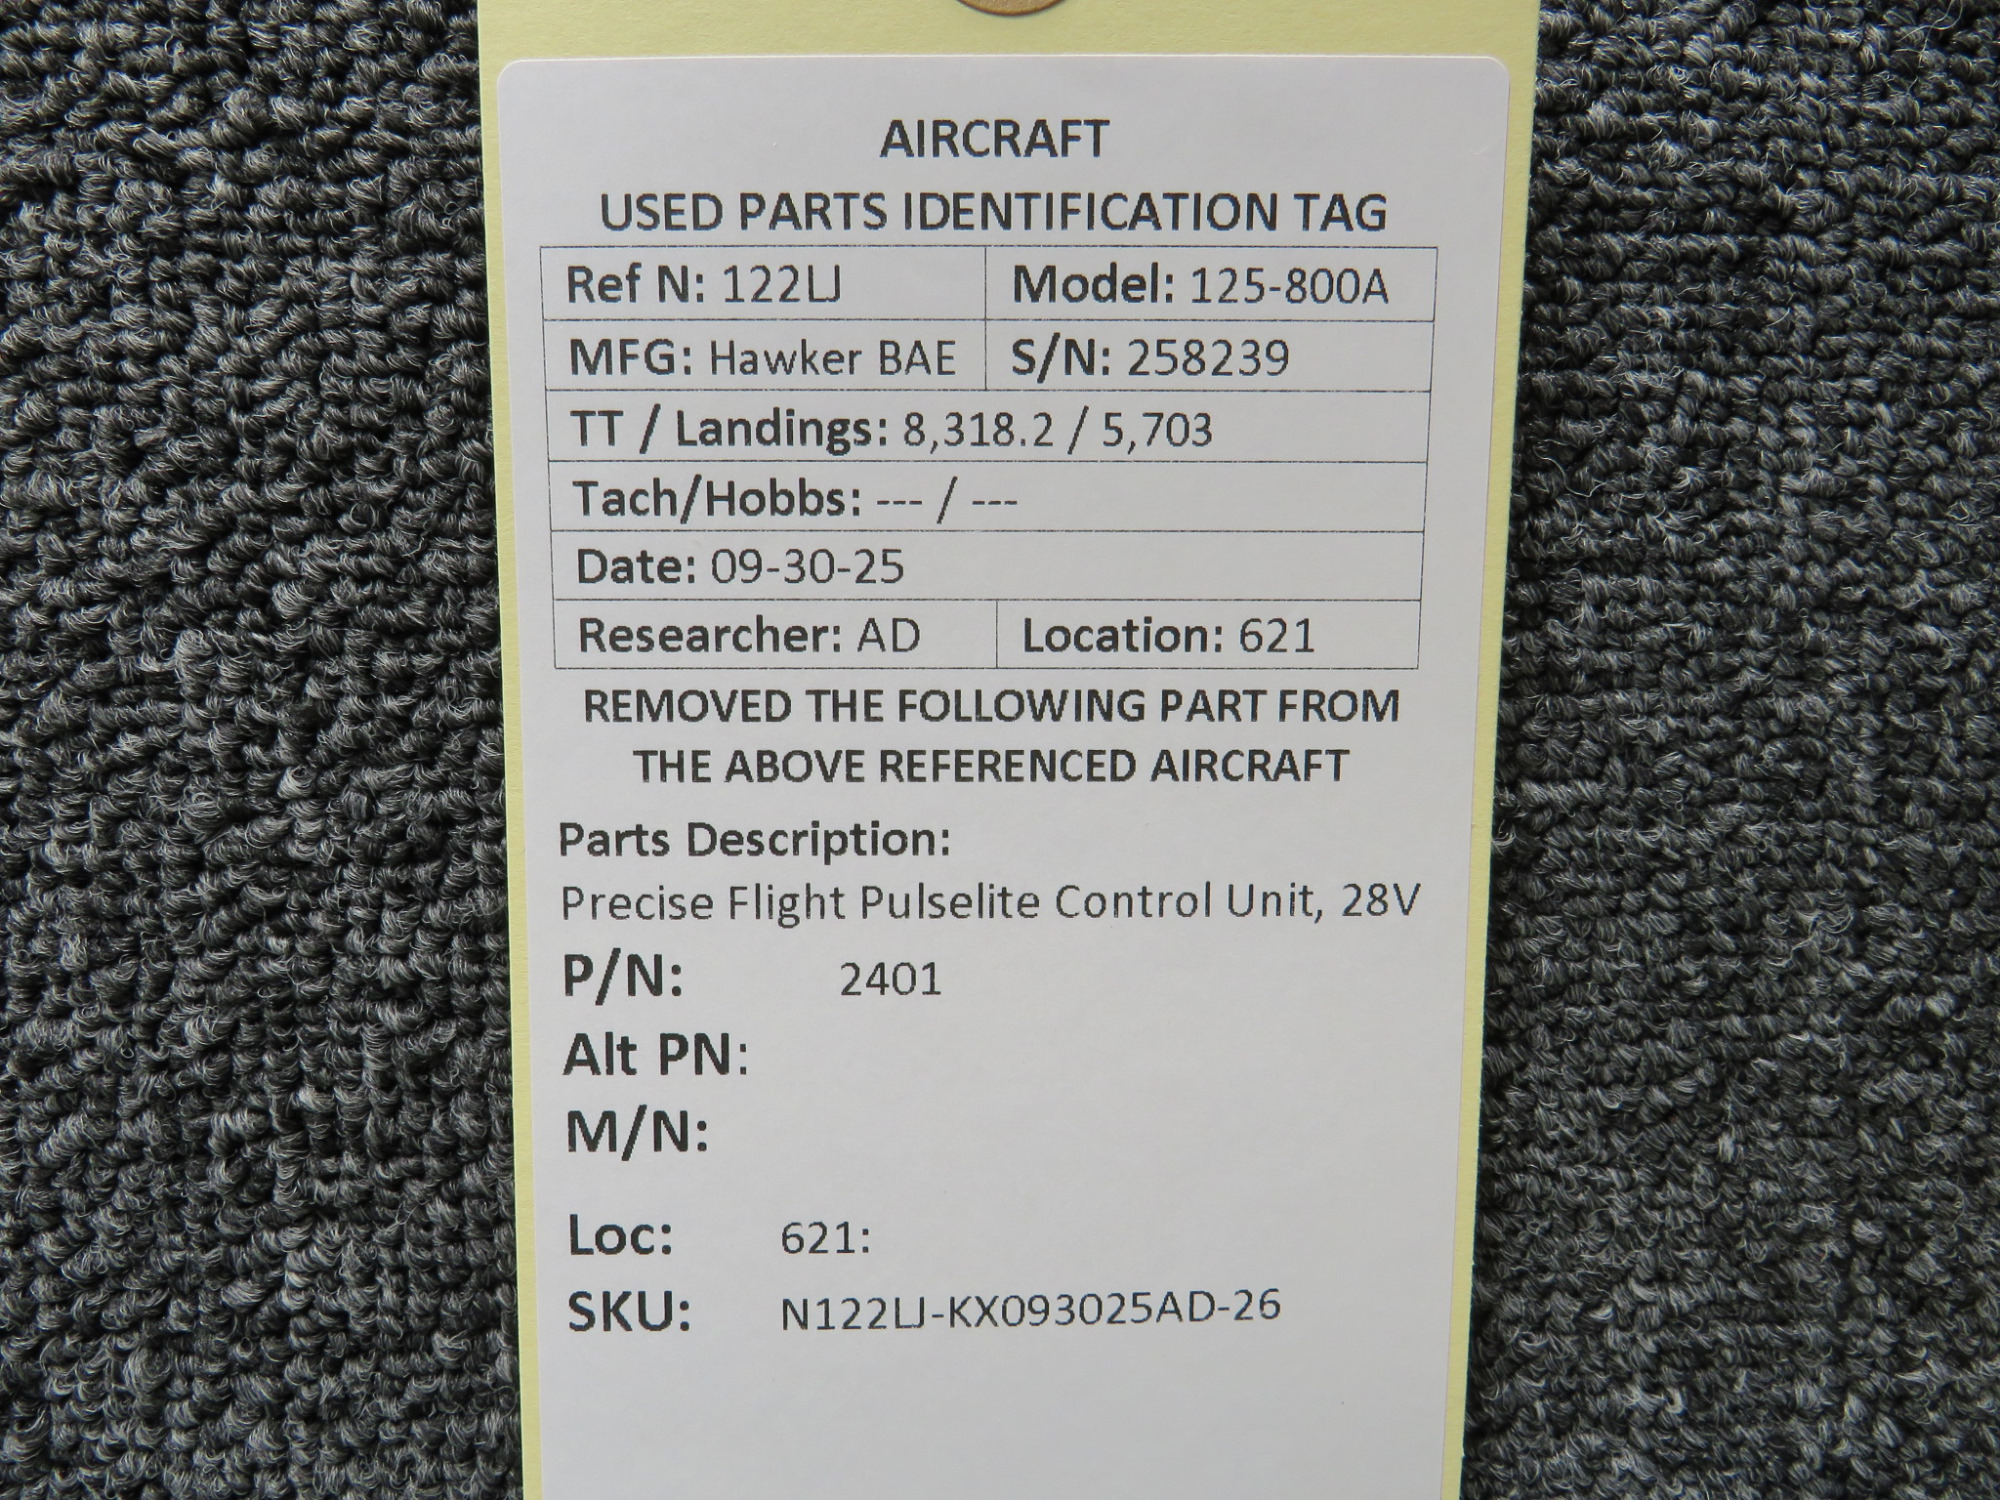 AIRCRAFT
USED PARTS IDENTIFICATION TAG
Ref N: 122LJ Model: 125-800A
MFG: Hawker BAE S/N: 258239
TT / Landings: 8,318.2 / 5,703
Tach/Hobbs: --- / ---
Date: 09-30-25
Researcher: AD Location: 621
REMOVED THE FOLLOWING PART FROM
THE ABOVE REFERENCED AIRCRAFT
Parts Description:
Precise Flight Pulselite Control Unit, 28V
P/N: 2401
Alt PN:
M/N:
Loc: 621:
SKU: N122LJ-KX093025AD-26